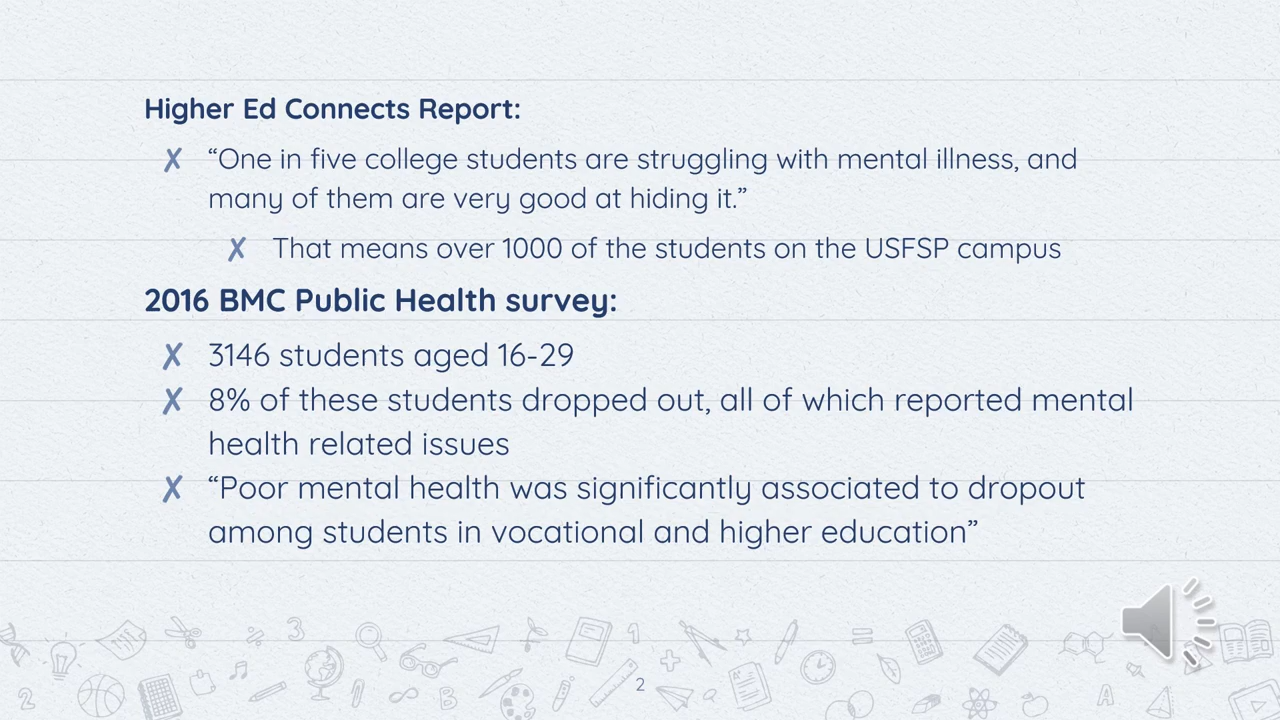 Higher Ed Connects Report:
✗ “One in five college students are struggling with mental illness, and
many of them are very good at hiding it.”
✗ That means over 1000 of the students on the USFSP campus
2016 BMC Public Health survey:
✗ 3146 students aged 16-29
✗ 8% of these students dropped out, all of which reported mental
health related issues
✗ “Poor mental health was significantly associated to dropout
among students in vocational and higher education”
3
1
2
B
A
2